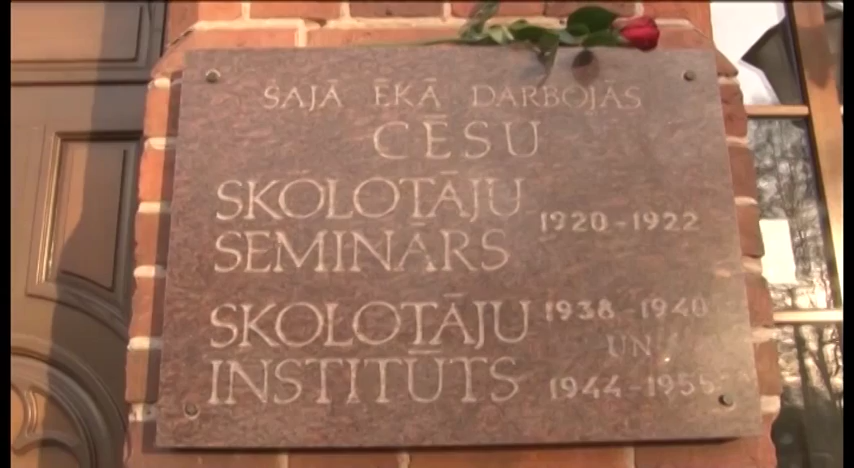 ŠAJĀ ĒKĀ DARBOJĀS
CĒSU
SKOLOTĀJU
SEMINĀRS 1920-1922
SKOLOTĀJU 1938-1940
UN
INSTITŪTS 1944-1955